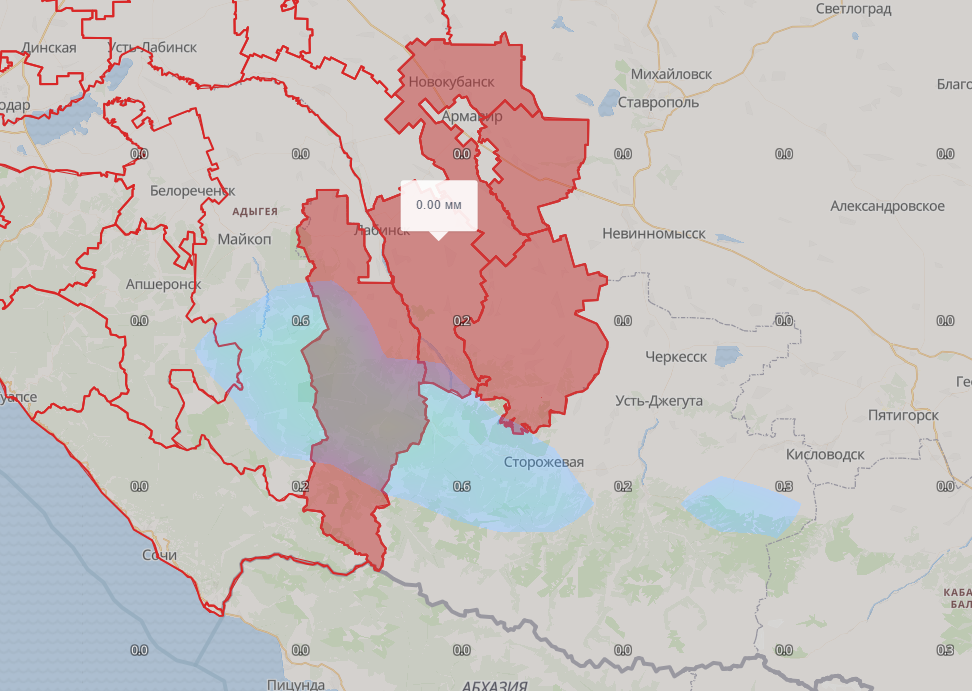 Светлоград
Динская
Усть-Лабинск
Михайловск
Новокубанск
Благо
одар
Ставрополь
Армавир
0.0 0.0 0.0 0.0 0.0 0.0
Белореченск
0.00 мм
Александровское
АДЫГЕЯ
Лабинск
Майкоп
Невинномысск
Апшеронск
0.0 0.6 0.2 0.0 0.0 0.0
Черкесск
Ге
уапсе
Усть-Джегута
Пятигорск
Сторожевая
Кисловодск
0.0 0.2 0.6 0.2 0.3 0.0
Сочи
КАБА
БАЛ
0.0 0.0 0.0 0.0 0.0 0.3
Пицунда
АБХАЗИЯ